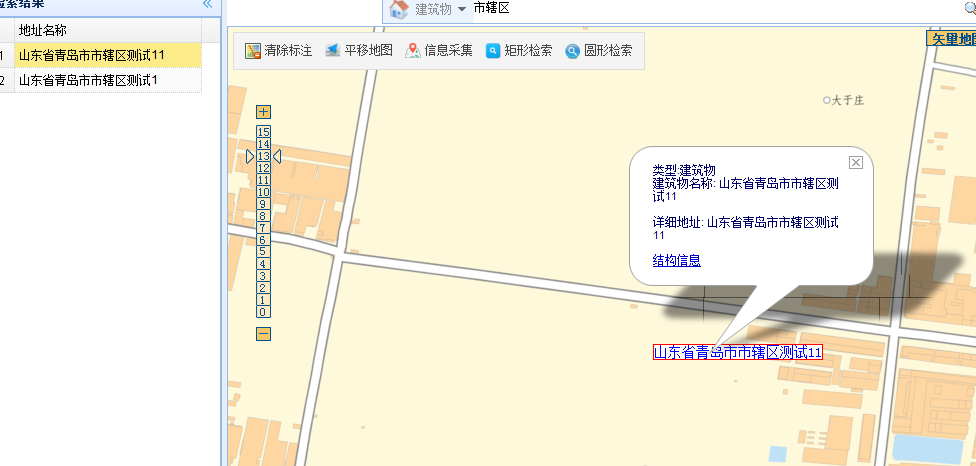 检索结果
地址名称
1 山东省青岛市市辖区测试11
2 山东省青岛市市辖区测试1
建筑物 市辖区
清除标注 平移地图 信息采集 矩形检索 圆形检索
矢量地图
大于庄
15
14
13
12
11
10
9
8
7
6
5
4
3
2
1
0
类型:建筑物
建筑物名称: 山东省青岛市市辖区测
试11
详细地址: 山东省青岛市市辖区测试
11
结构信息
山东省青岛市市辖区测试11